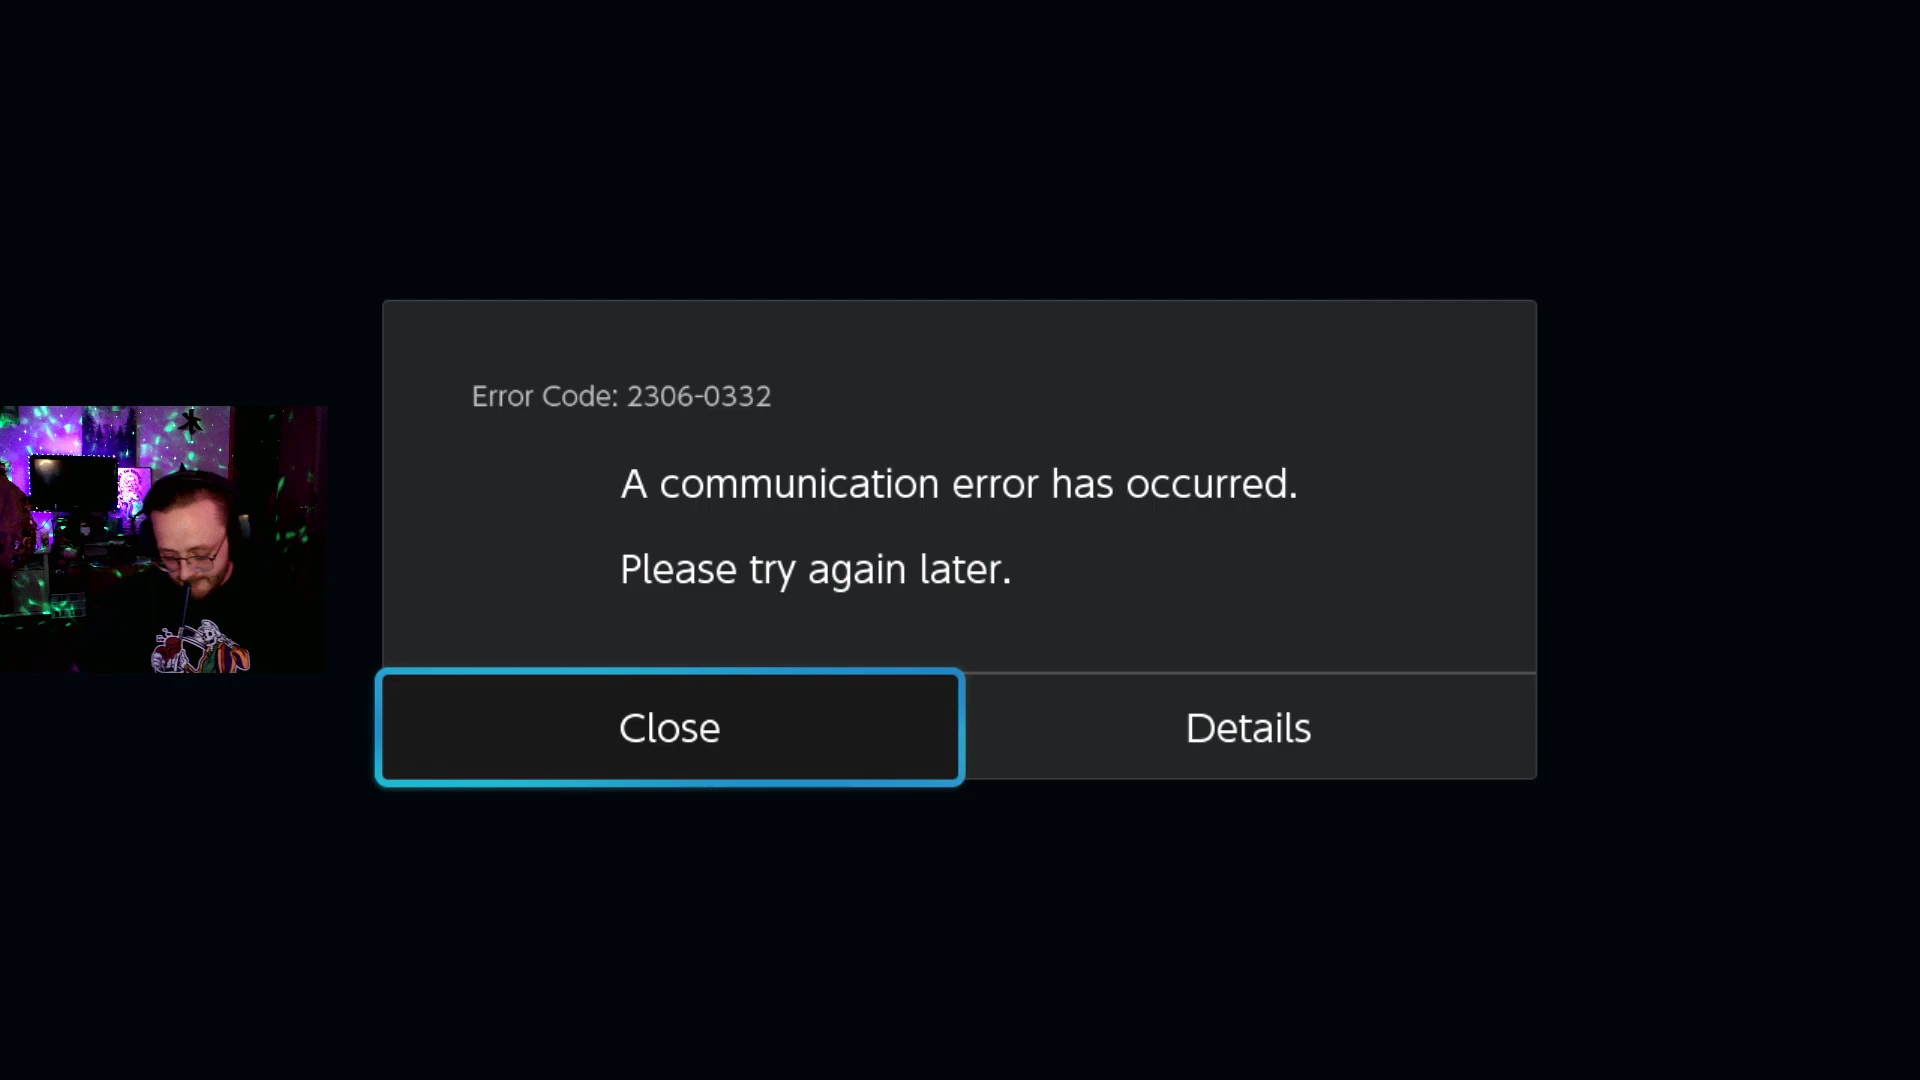 Error Code: 2306-0332
A communication error has occurred.
Please try again later.
Close
Details